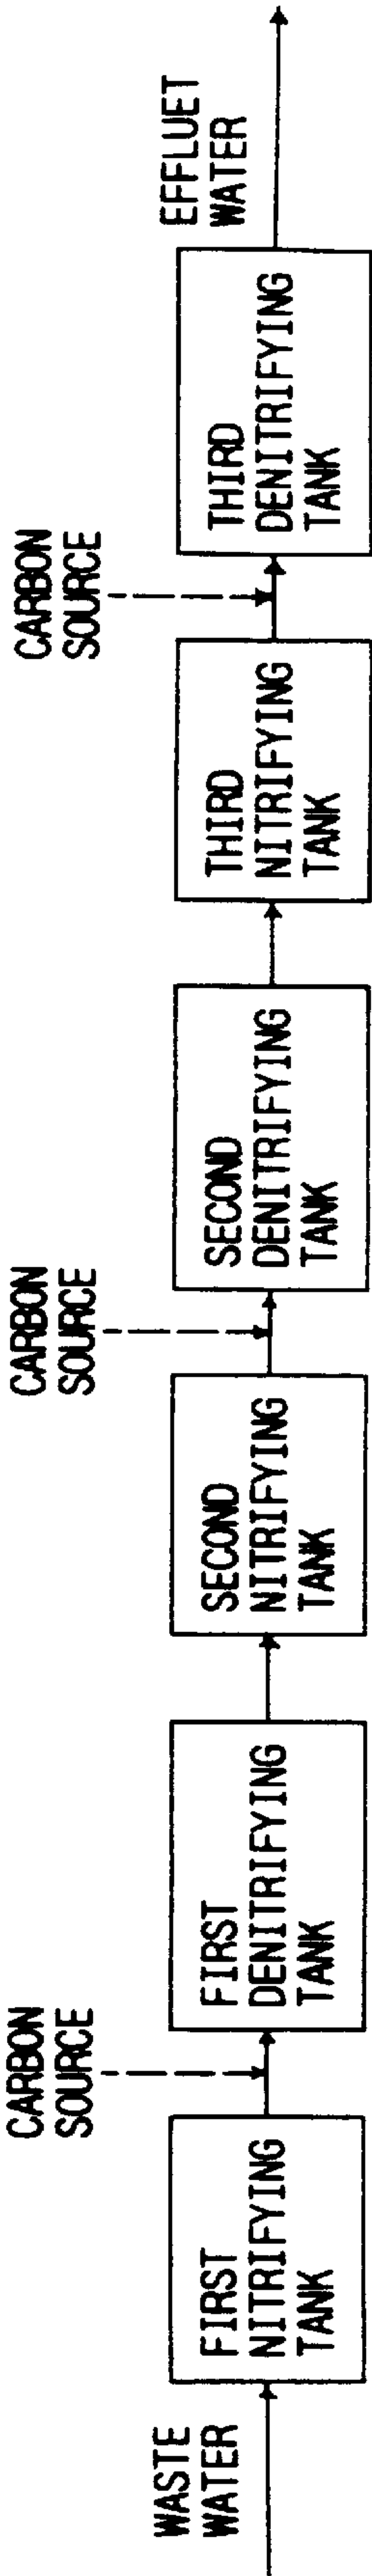 WASTE
WATER
FIRST
NITRIFYING
TANK
CARBON
SOURCE
FIRST
DENITRIFYING
TANK
SECOND
NITRIFYING
TANK
CARBON
SOURCE
SECOND
DENITRIFYING
TANK
THIRD
NITRIFYING
TANK
CARBON
SOURCE
THIRD
DENITRIFYING
TANK
EFFLUET
WATER